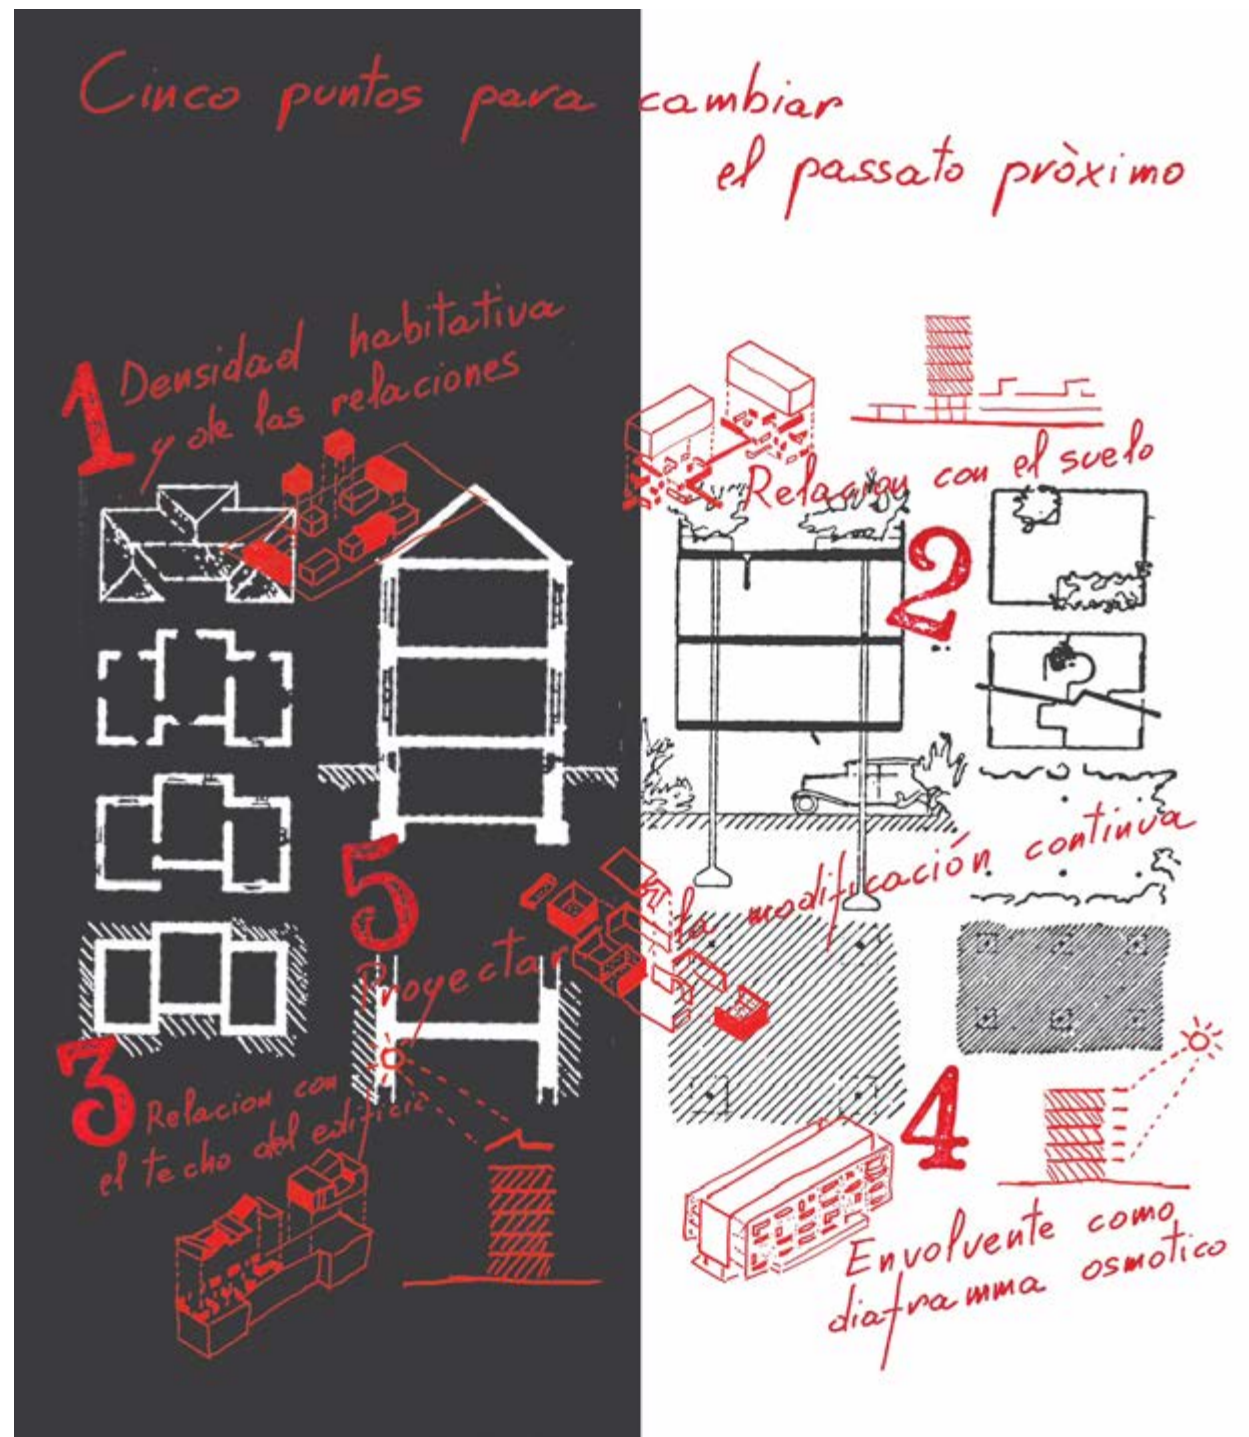 Cinco puntos para cambiar
el passato pròximo
1 Densidad habitativa
y de las relaciones
2 Relacion con el suelo
3 Relacion con
el techo del edificio
4 Envolvente como
diaframma osmotico
5 Proyectar la modificación continua